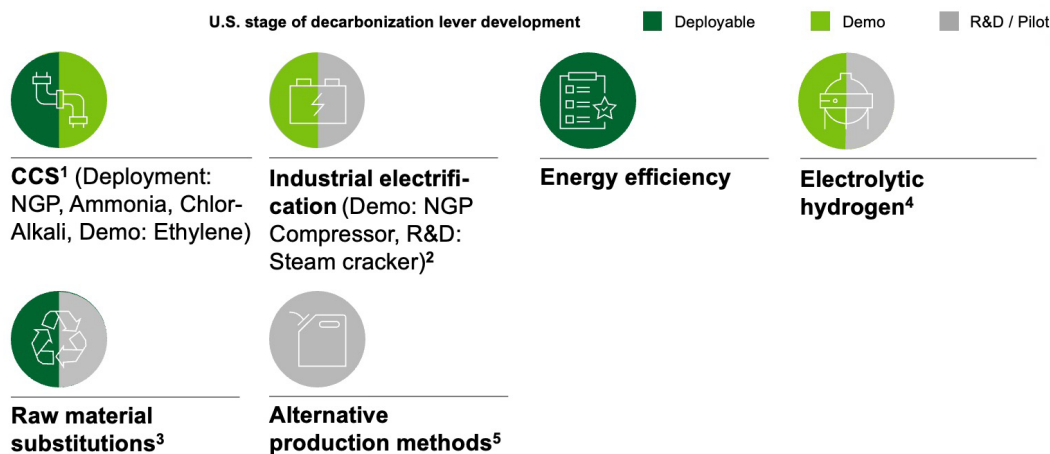 U.S. stage of decarbonization lever development
Deployable
Demo
R&D / Pilot
CCS¹ (Deployment:
NGP, Ammonia, Chlor-
Alkali, Demo: Ethylene)
Industrial electrifi-
cation (Demo: NGP
Compressor, R&D:
Steam cracker)²
Energy efficiency
Electrolytic
hydrogen⁴
Raw material
substitutions³
Alternative
production methods⁵